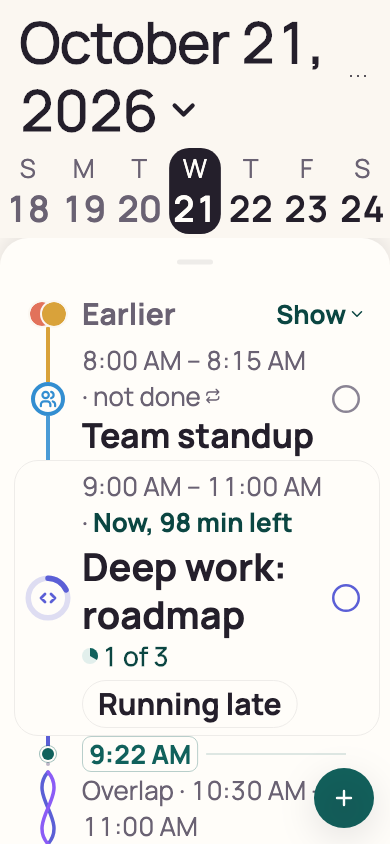 October 21,
2026
...
S M T W T F S
18 19 20 21 22 23 24
Earlier Show
8:00 AM – 8:15 AM
· not done
Team standup
9:00 AM – 11:00 AM
· Now, 98 min left
Deep work:
roadmap
1 of 3
Running late
9:22 AM
Overlap · 10:30 AM –
11:00 AM